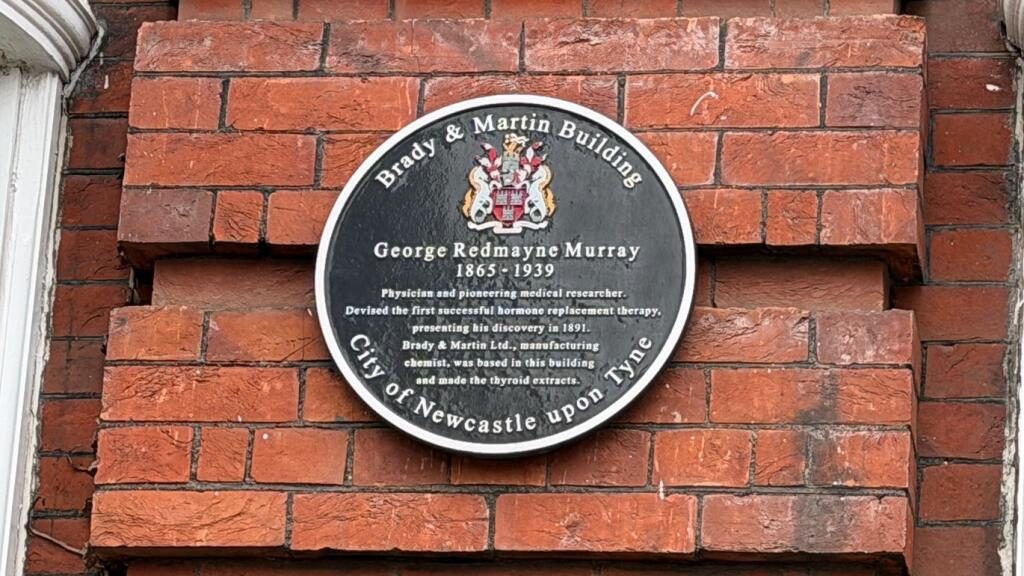 Brady & Martin Building
George Redmayne Murray
1865 - 1939
Physician and pioneering medical researcher.
Devised the first successful hormone replacement therapy,
presenting his discovery in 1891.
Brady & Martin Ltd., manufacturing
chemist, was based in this building
and made the thyroid extracts.
City of Newcastle upon Tyne